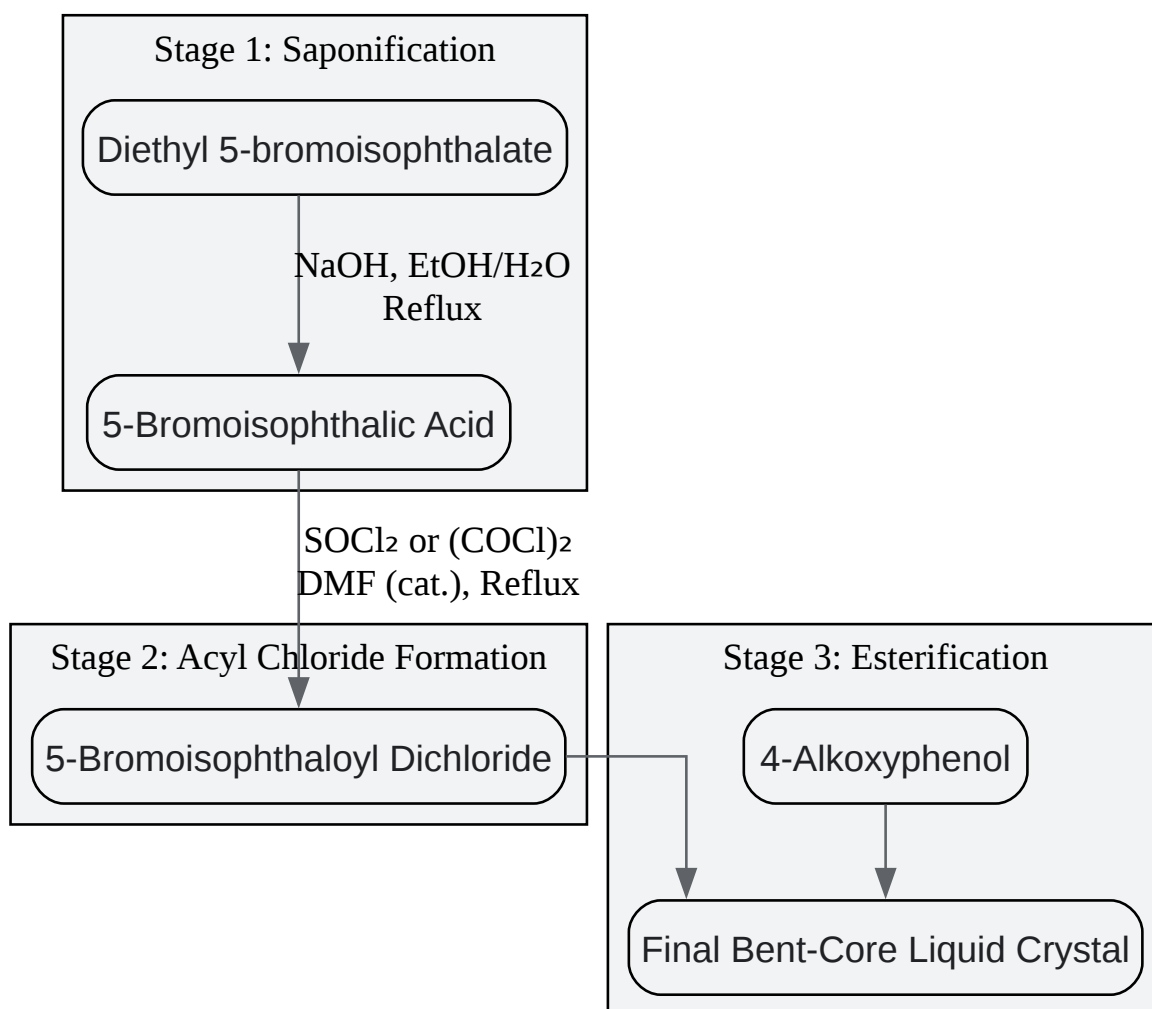 Stage 1: Saponification
Diethyl 5-bromoisophthalate
NaOH, EtOH/H₂O
Reflux
5-Bromoisophthalic Acid
SOCl₂ or (COCl)₂
DMF (cat.), Reflux
Stage 2: Acyl Chloride Formation
5-Bromoisophthaloyl Dichloride
Stage 3: Esterification
4-Alkoxyphenol
Final Bent-Core Liquid Crystal